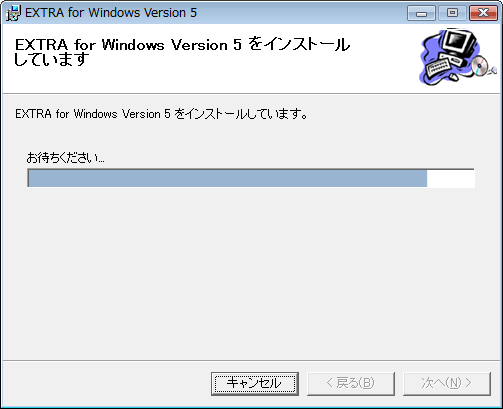 EXTRA for Windows Version 5
EXTRA for Windows Version 5 をインストール
しています
EXTRA for Windows Version 5 をインストールしています。
お待ちください...
キャンセル
< 戻る(B)
次へ(N) >